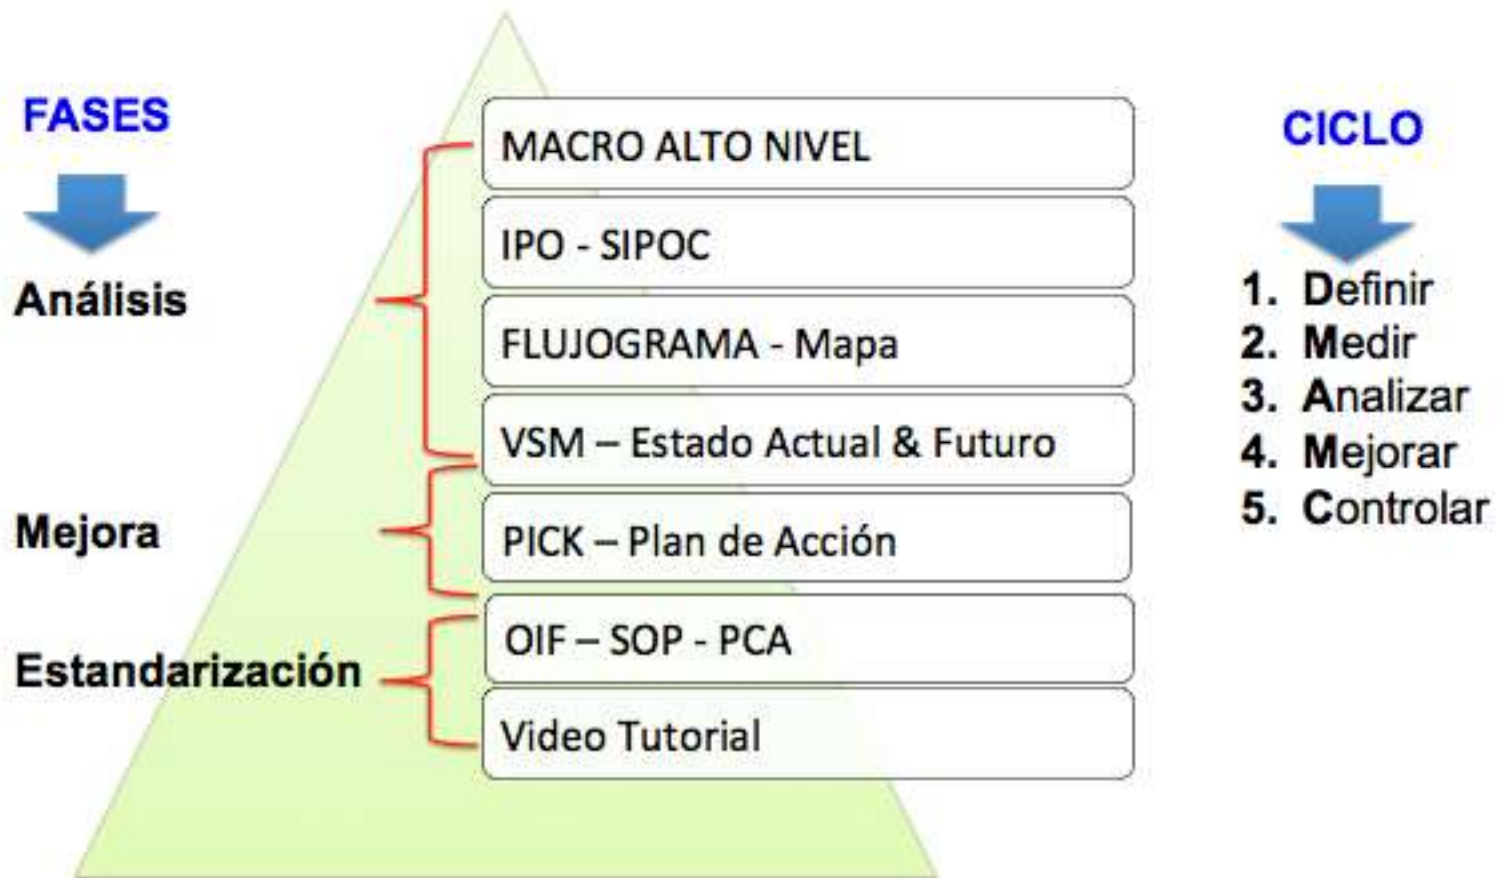 FASES
Análisis
Mejora
Estandarización
MACRO ALTO NIVEL
IPO - SIPOC
FLUJOGRAMA - Mapa
VSM – Estado Actual & Futuro
PICK – Plan de Acción
OIF – SOP - PCA
Video Tutorial
CICLO
1. Definir
2. Medir
3. Analizar
4. Mejorar
5. Controlar